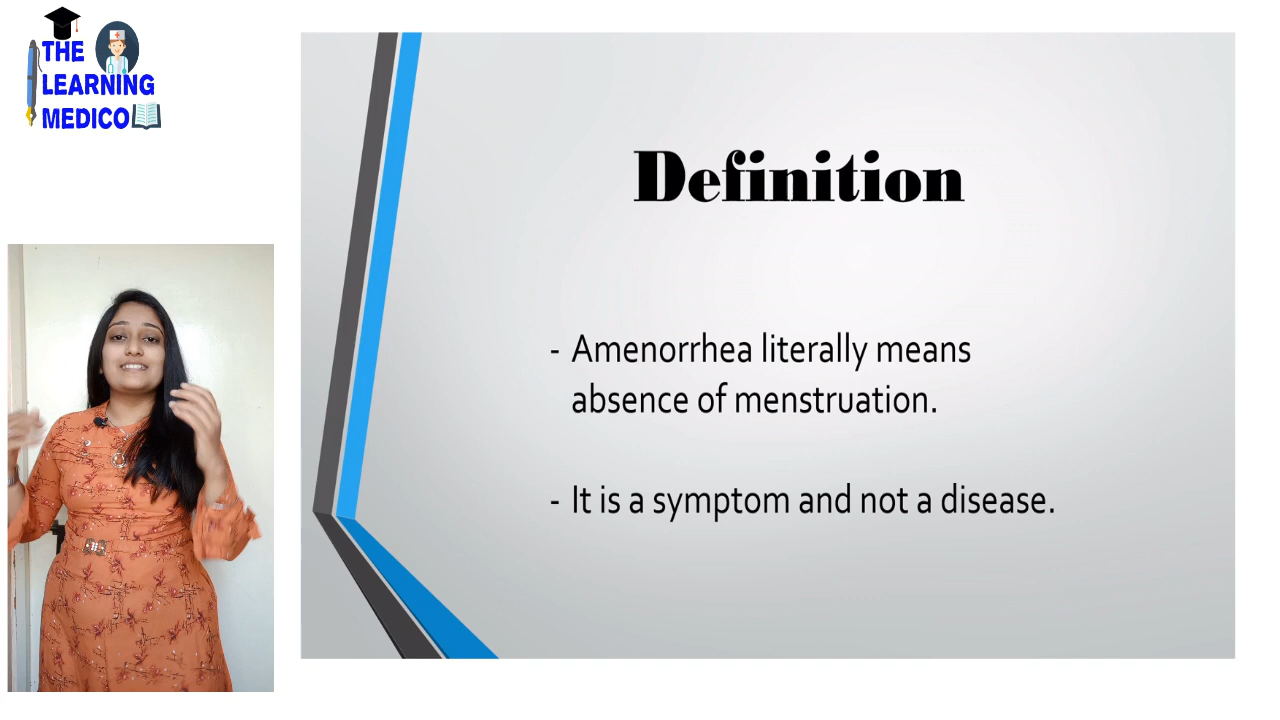 THE
LEARNING
MEDICO
Definition
- Amenorrhea literally means
absence of menstruation.
- It is a symptom and not a disease.